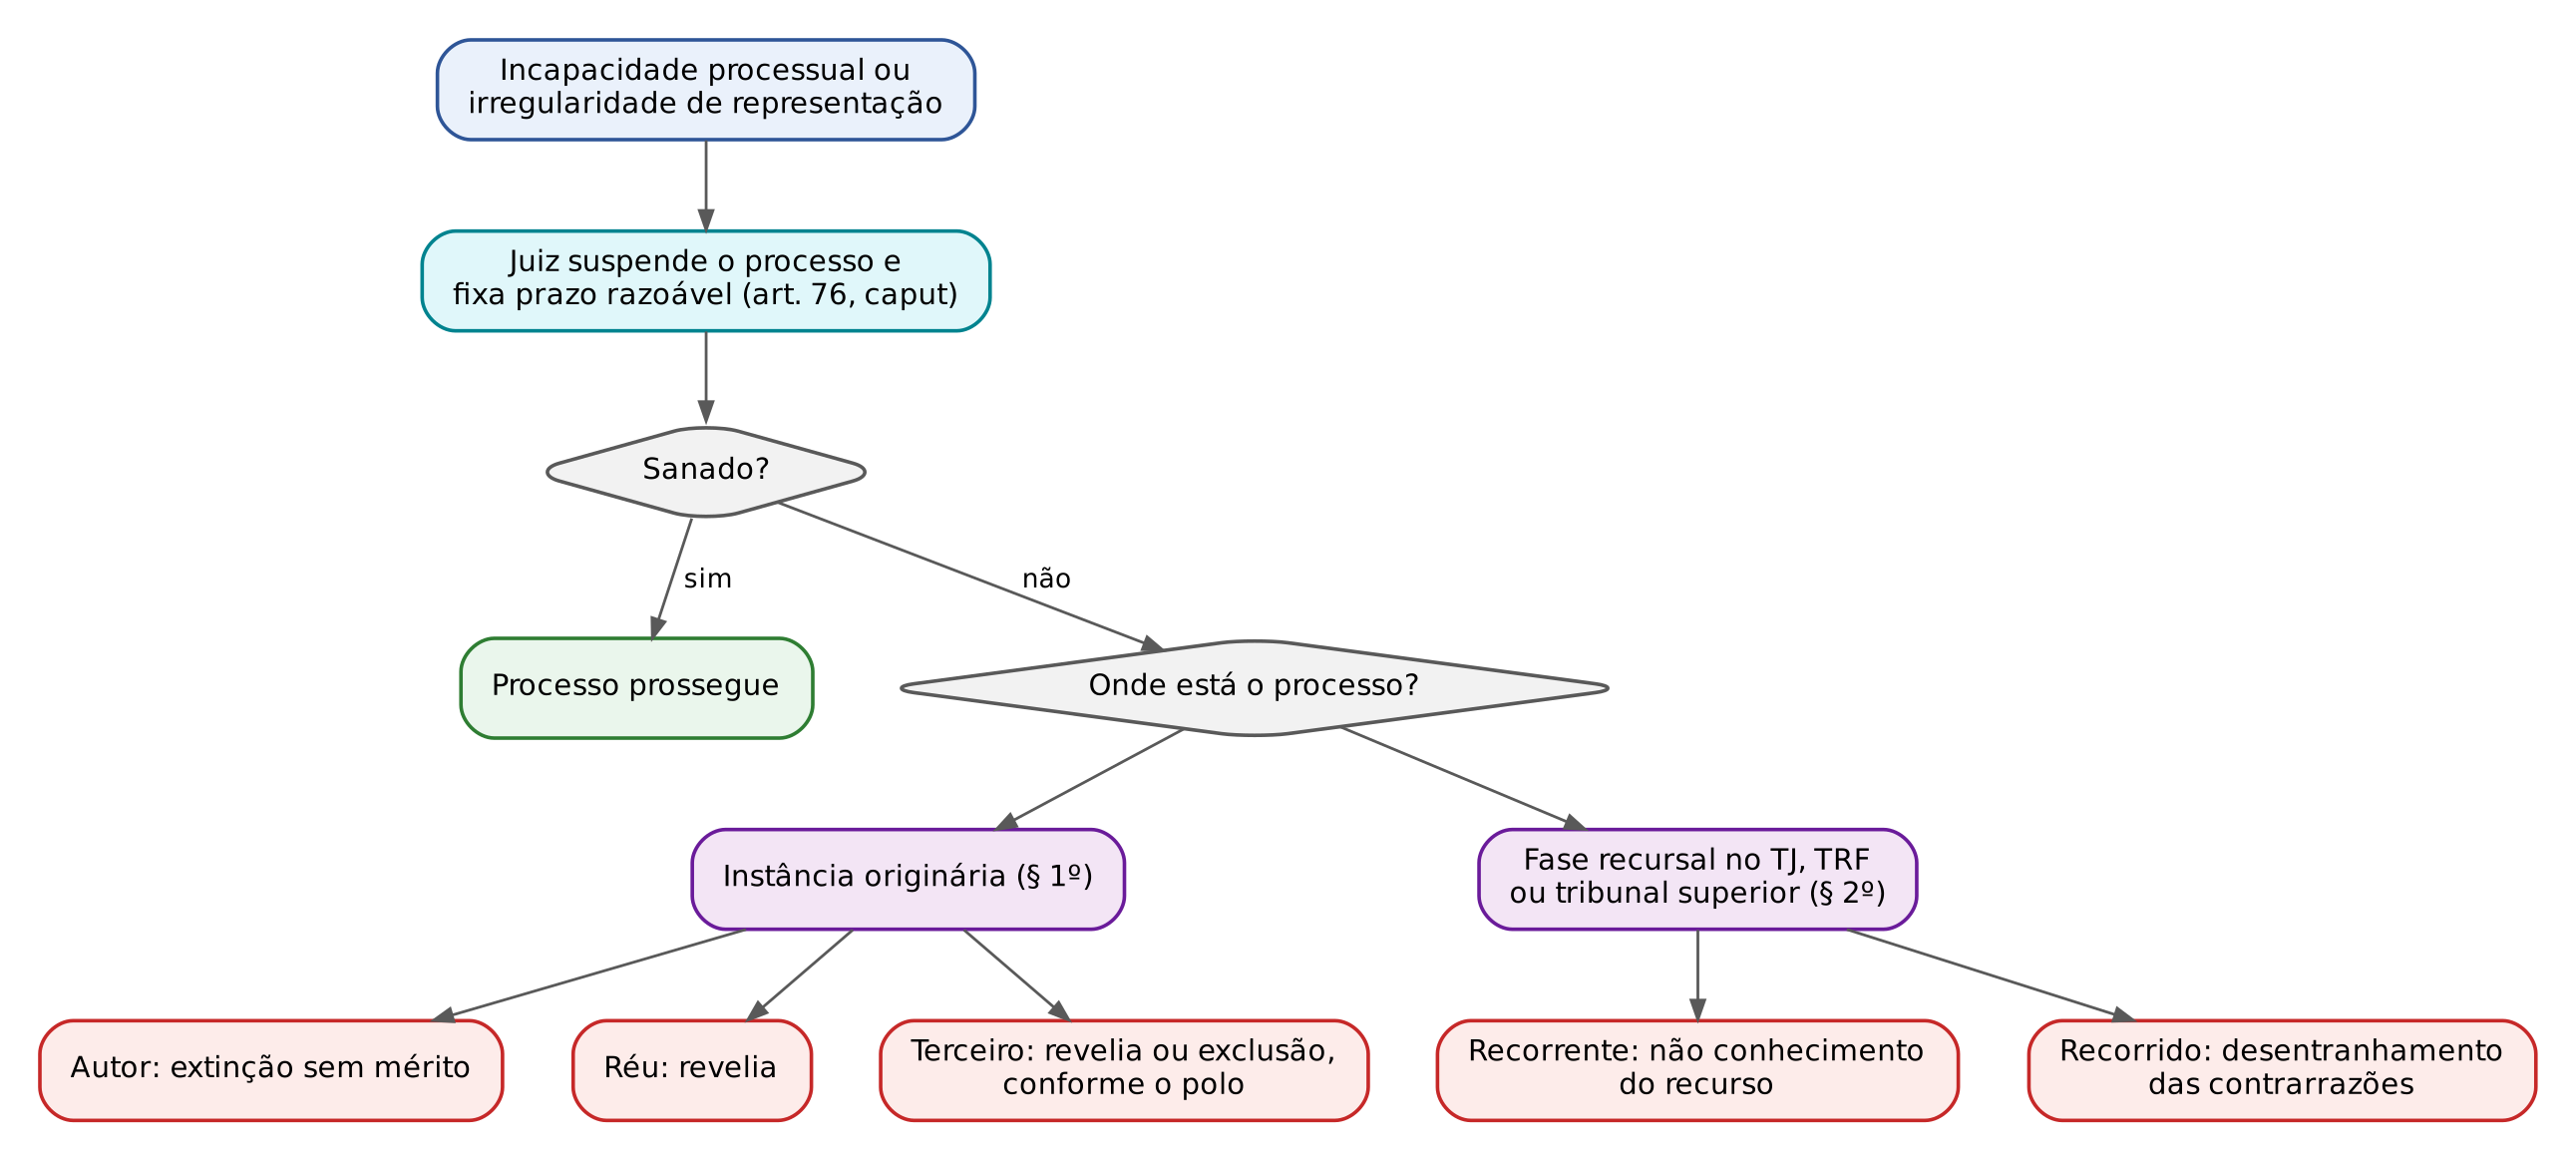 Incapacidade processual ou
irregularidade de representação
Juiz suspende o processo e
fixa prazo razoável (art. 76, caput)
Sanado?
sim
não
Processo prossegue
Onde está o processo?
Instância originária (§ 1º)
Fase recursal no TJ, TRF
ou tribunal superior (§ 2º)
Autor: extinção sem mérito
Réu: revelia
Terceiro: revelia ou exclusão,
conforme o polo
Recorrente: não conhecimento
do recurso
Recorrido: desentranhamento
das contrarrazões